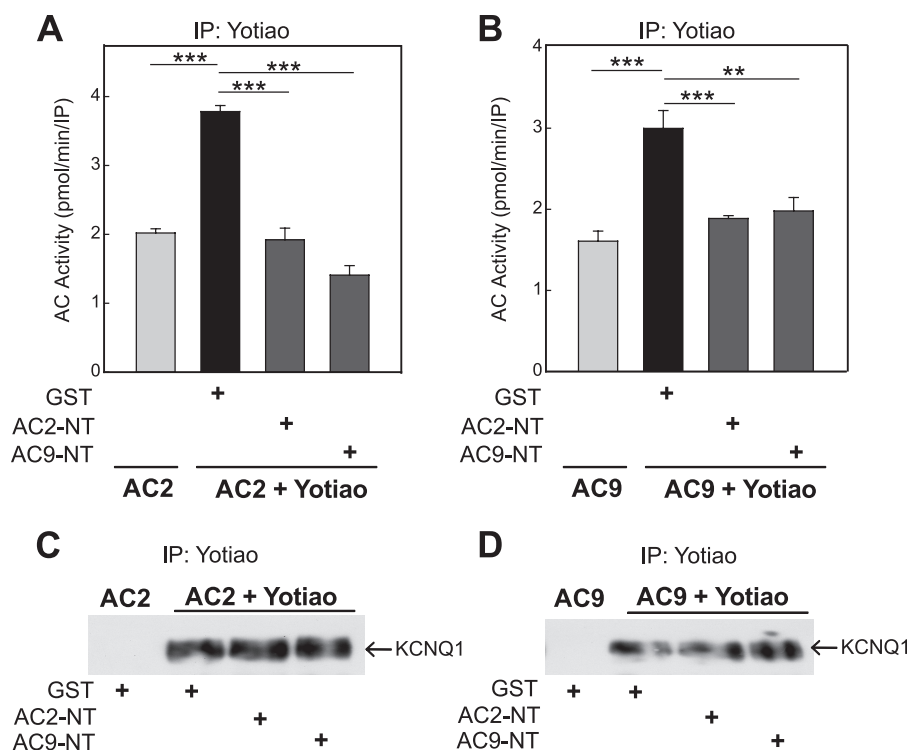 A
IP: Yotiao
AC Activity (pmol/min/IP)
4
3
2
1
0
***
***
***
GST +
AC2-NT +
AC9-NT +
AC2
AC2 + Yotiao
B
IP: Yotiao
AC Activity (pmol/min/IP)
4
3
2
1
0
***
**
***
GST +
AC2-NT +
AC9-NT +
AC9
AC9 + Yotiao
C
IP: Yotiao
AC2 AC2 + Yotiao
←KCNQ1
GST + +
AC2-NT +
AC9-NT +
D
IP: Yotiao
AC9 AC9 + Yotiao
←KCNQ1
GST + +
AC2-NT +
AC9-NT +